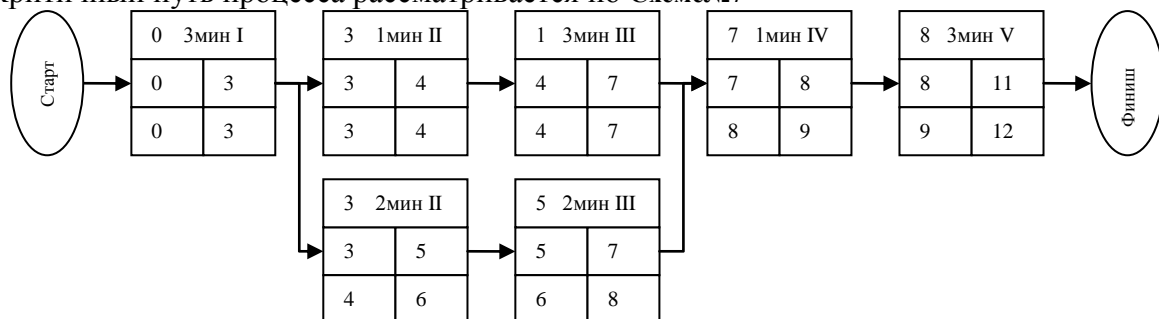 критичный путь процесса рассматривается по Схема№7
Старт
0 3мин I
0 3
0 3
3 1мин II
3 4
3 4
1 3мин III
4 7
4 7
7 1мин IV
7 8
8 9
8 3мин V
8 11
9 12
Финиш
3 2мин II
3 5
4 6
5 2мин III
5 7
6 8